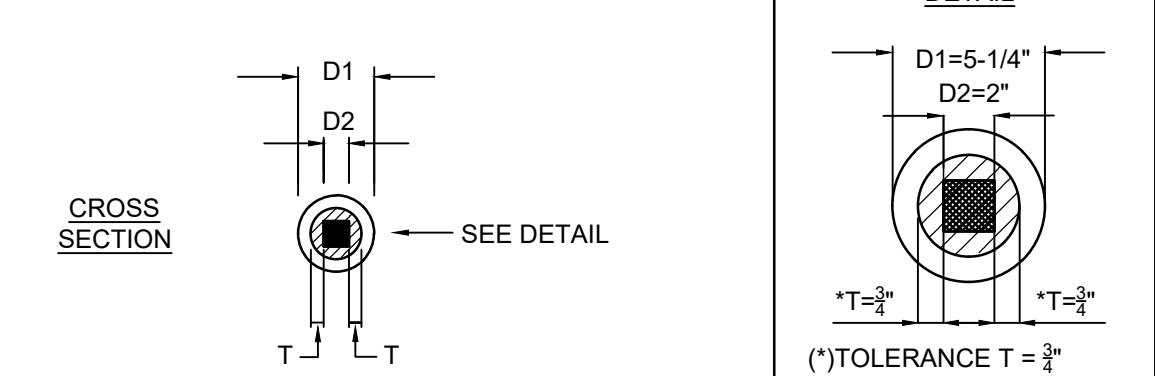 D1
D2
CROSS
SECTION
SEE DETAIL
T
T
DETAIL
D1=5-1/4"
D2=2"
*T=3/4"
*T=3/4"
(*)TOLERANCE T = 3/4"